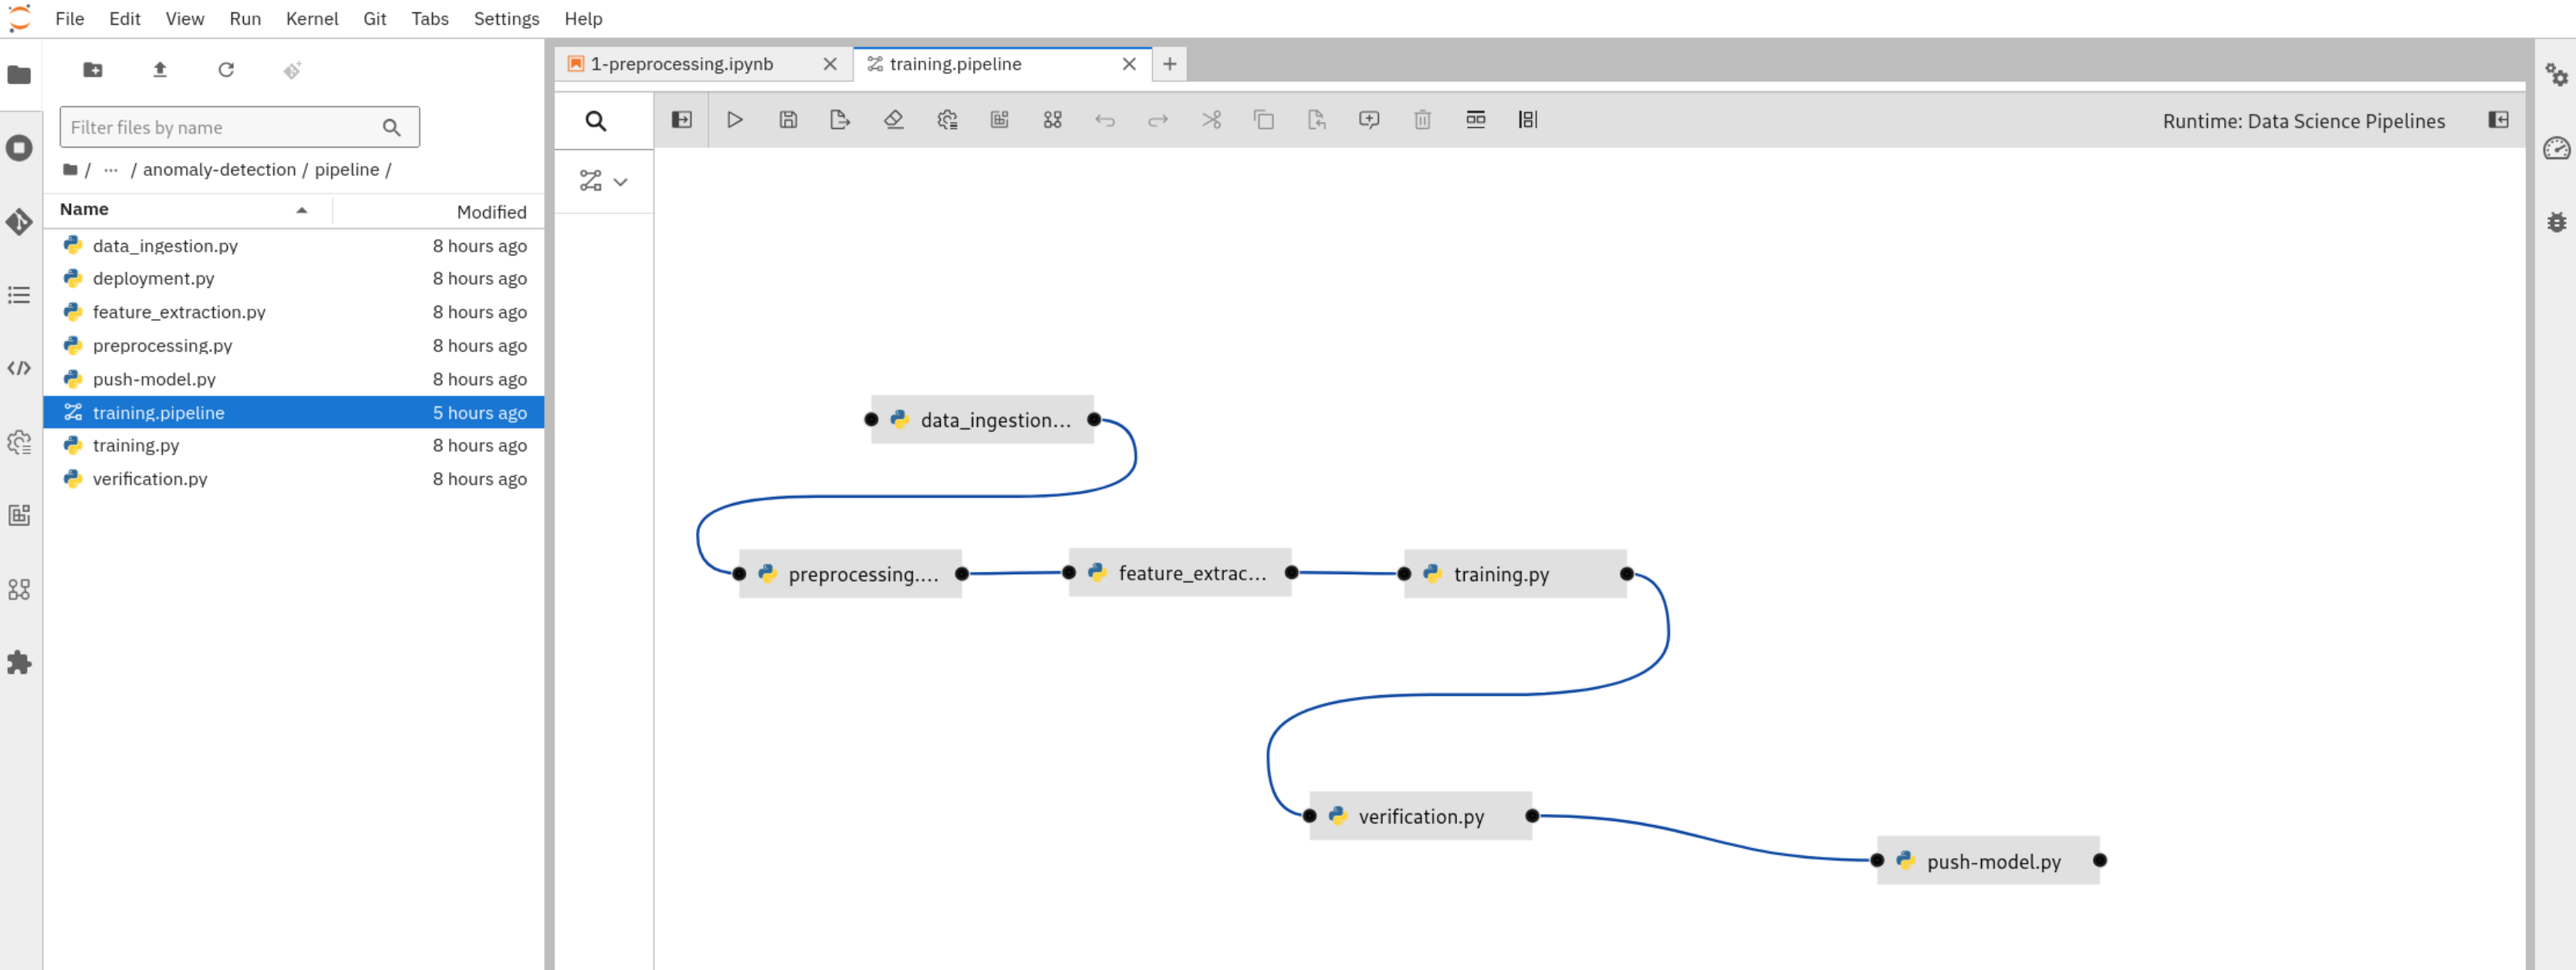 File Edit View Run Kernel Git Tabs Settings Help
1-preprocessing.ipynb
training.pipeline
Filter files by name
/ ··· / anomaly-detection / pipeline /
Name Modified
data_ingestion.py 8 hours ago
deployment.py 8 hours ago
feature_extraction.py 8 hours ago
preprocessing.py 8 hours ago
push-model.py 8 hours ago
training.pipeline 5 hours ago
training.py 8 hours ago
verification.py 8 hours ago
Runtime: Data Science Pipelines
data_ingestion...
preprocessing....
feature_extrac...
training.py
verification.py
push-model.py